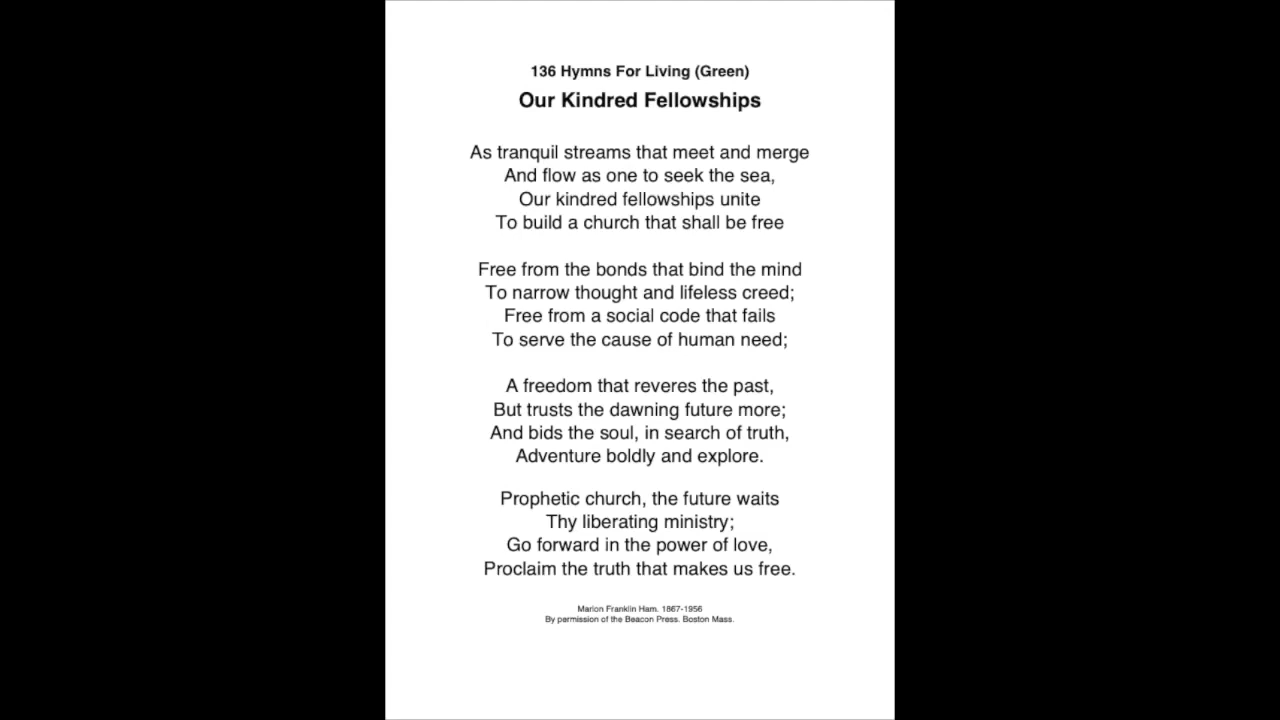 136 Hymns For Living (Green)
Our Kindred Fellowships
As tranquil streams that meet and merge
And flow as one to seek the sea,
Our kindred fellowships unite
To build a church that shall be free
Free from the bonds that bind the mind
To narrow thought and lifeless creed;
Free from a social code that fails
To serve the cause of human need;
A freedom that reveres the past,
But trusts the dawning future more;
And bids the soul, in search of truth,
Adventure boldly and explore.
Prophetic church, the future waits
Thy liberating ministry;
Go forward in the power of love,
Proclaim the truth that makes us free.
Marion Franklin Ham. 1867-1956
By permission of the Beacon Press. Boston Mass.